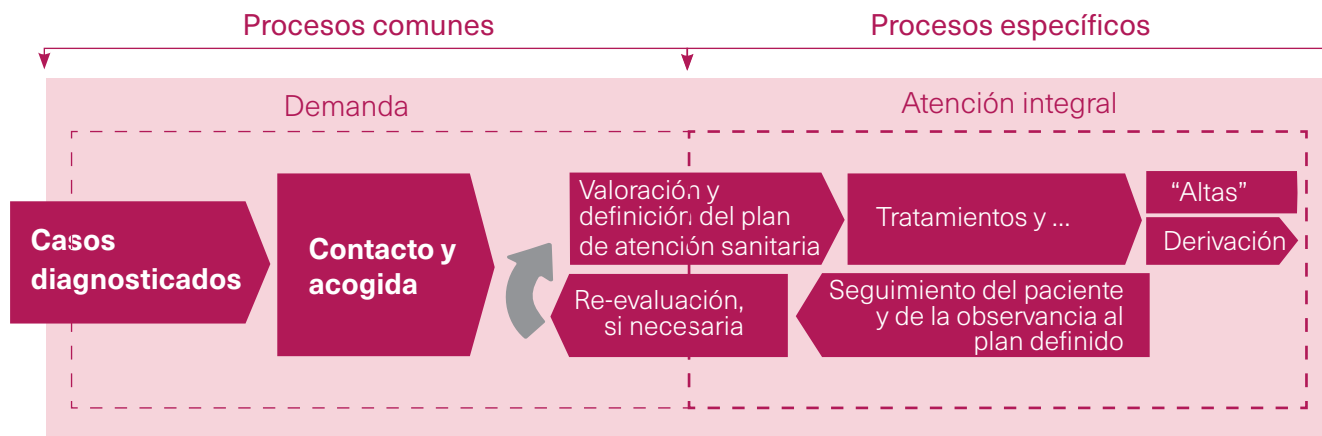 Procesos comunes
Procesos específicos
Demanda
Atención integral
Casos
diagnosticados
Contacto y
acogida
Valoración y
definición del plan
de atención sanitaria
Tratamientos y ...
“Altas”
Derivación
Re-evaluación,
si necesaria
Seguimiento del paciente
y de la observancia al
plan definido